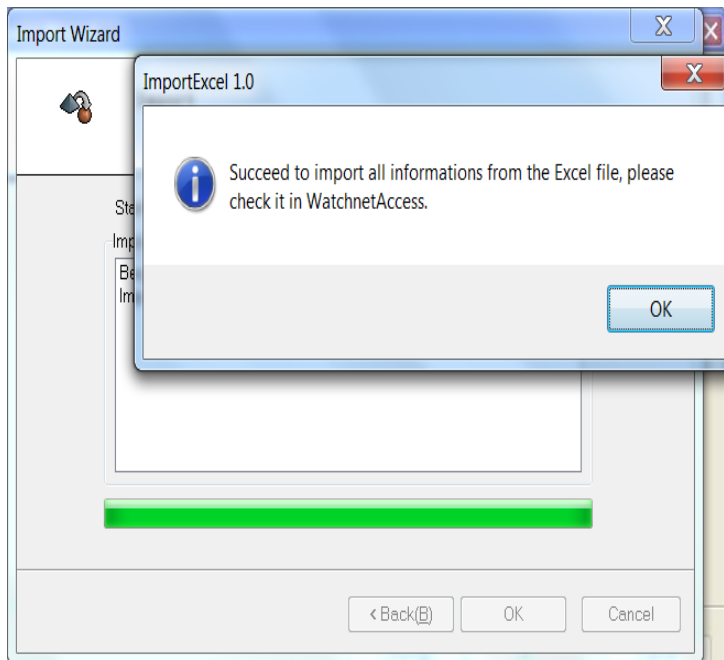 Import Wizard
ImportExcel 1.0
Succeed to import all informations from the Excel file, please
check it in WatchnetAccess.
OK
< Back(B)
OK
Cancel